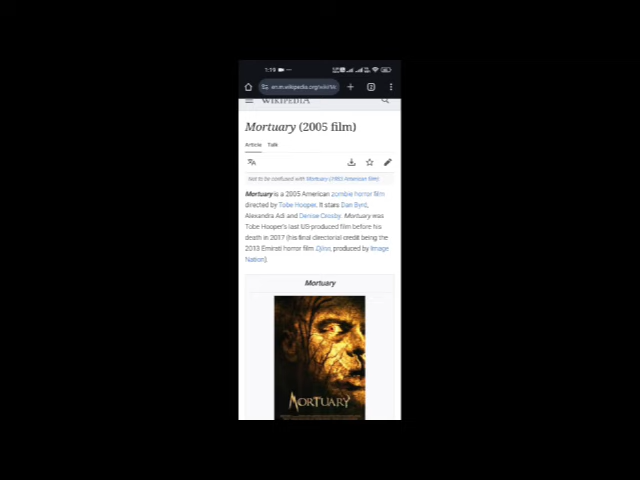 1:19
en.m.wikipedia.org/wiki/M
2
WIKIPEDIA
Mortuary (2005 film)
Article Talk
Not to be confused with Mortuary (1983 American film).
Mortuary is a 2005 American zombie horror film
directed by Tobe Hooper. It stars Dan Byrd,
Alexandra Adi and Denise Crosby. Mortuary was
Tobe Hooper's last US-produced film before his
death in 2017 (his final directorial credit being the
2013 Emirati horror film Djinn, produced by Image
Nation).
Mortuary
MORTUARY